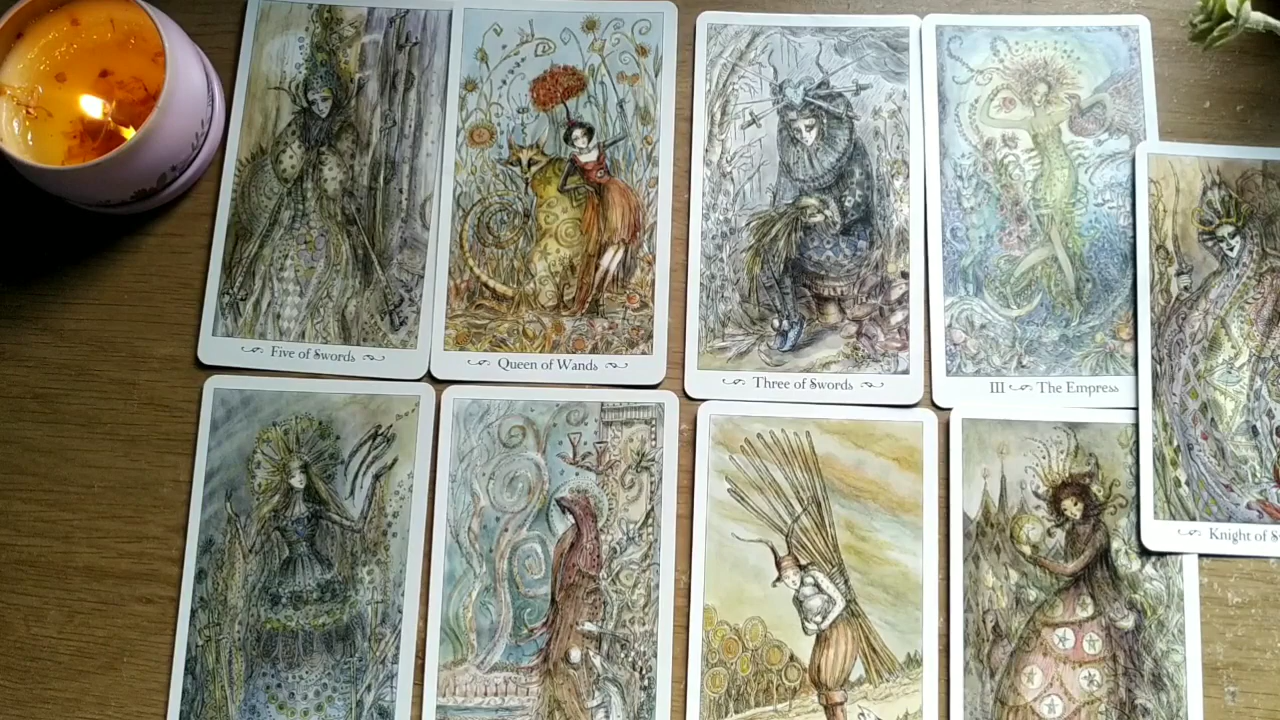 Five of Swords
Queen of Wands
Three of Swords
III The Empress
Knight of